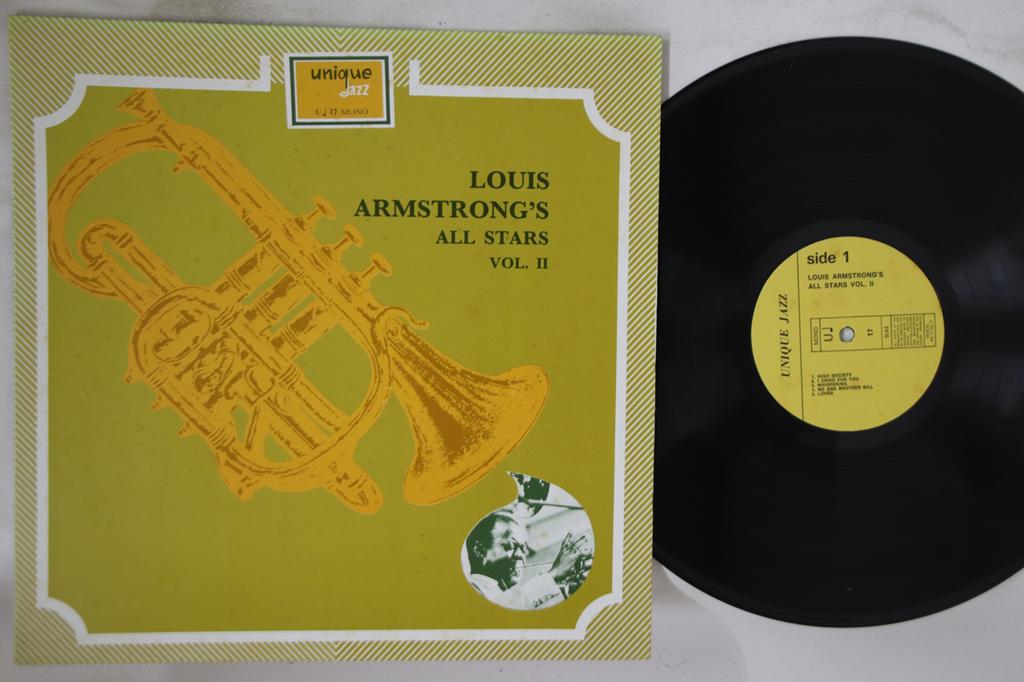 unique
Jazz
UJ 17 MONO
LOUIS
ARMSTRONG'S
ALL STARS
VOL. II
side 1
LOUIS ARMSTRONG'S
ALL STARS VOL. II
UNIQUE JAZZ
MONO
UJ
17
SIAE
1. HIGH SOCIETY
2. I CRIED FOR YOU
3. WHISPERING
4. ME AND BROTHER BILL
5. LOVER